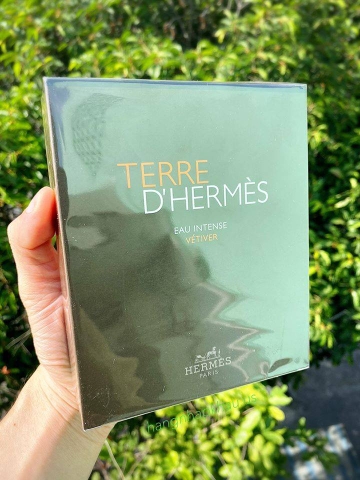 TERRE
D'HERMÈS
EAU INTENSE
VÉTIVER
HERMÈS
PARIS